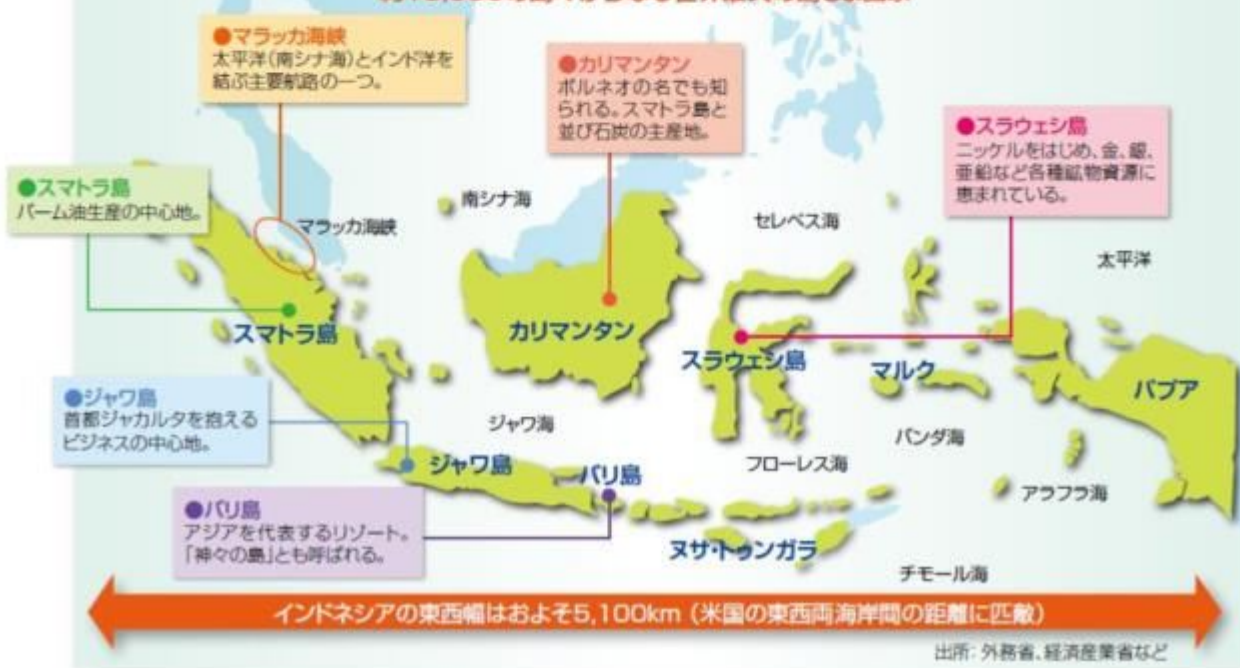 ●マラッカ海峡
太平洋(南シナ海)とインド洋を
結ぶ主要航路の一つ。
●カリマンタン
ボルネオの名でも知
られる。スマトラ島と
並び石炭の主産地。
●スラウェシ島
ニッケルをはじめ、金、銀、
亜鉛など各種鉱物資源に
恵まれている。
●スマトラ島
パーム油生産の中心地。
南シナ海
マラッカ海峡
セレベス海
太平洋
スマトラ島
カリマンタン
スラウェシ島
マルク
パプア
●ジャワ島
首都ジャカルタを抱える
ビジネスの中心地。
ジャワ海
バンダ海
ジャワ島
バリ島
フローレス海
アラフラ海
●バリ島
アジアを代表するリゾート。
「神々の島」とも呼ばれる。
ヌサ・トゥンガラ
チモール海
インドネシアの東西幅はおよそ5,100km (米国の東西両海岸間の距離に匹敵)
出所: 外務省、経済産業省など